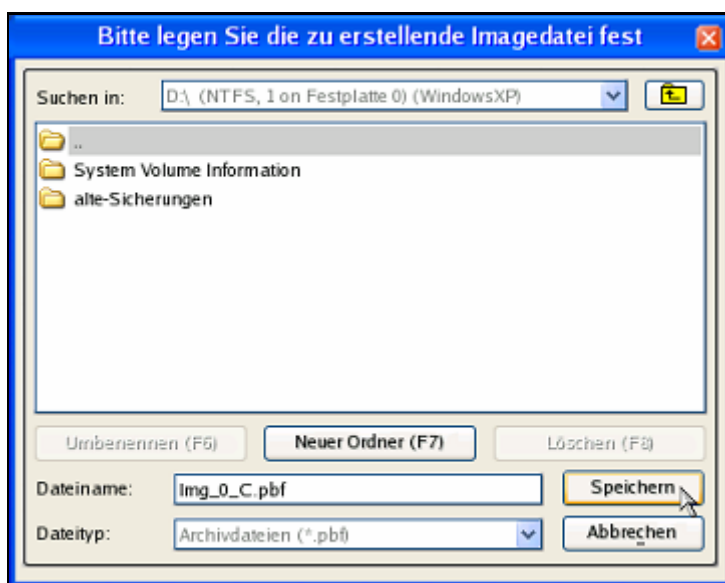 Bitte legen Sie die zu erstellende Imagedatei fest
Suchen in: D:\ (NTFS, 1 on Festplatte 0) (WindowsXP)
..
System Volume Information
alte-Sicherungen
Umbenennen (F6) Neuer Ordner (F7) Löschen (F8)
Dateiname: Img_0_C.pbf Speichern
Dateityp: Archivdateien (*.pbf) Abbrechen